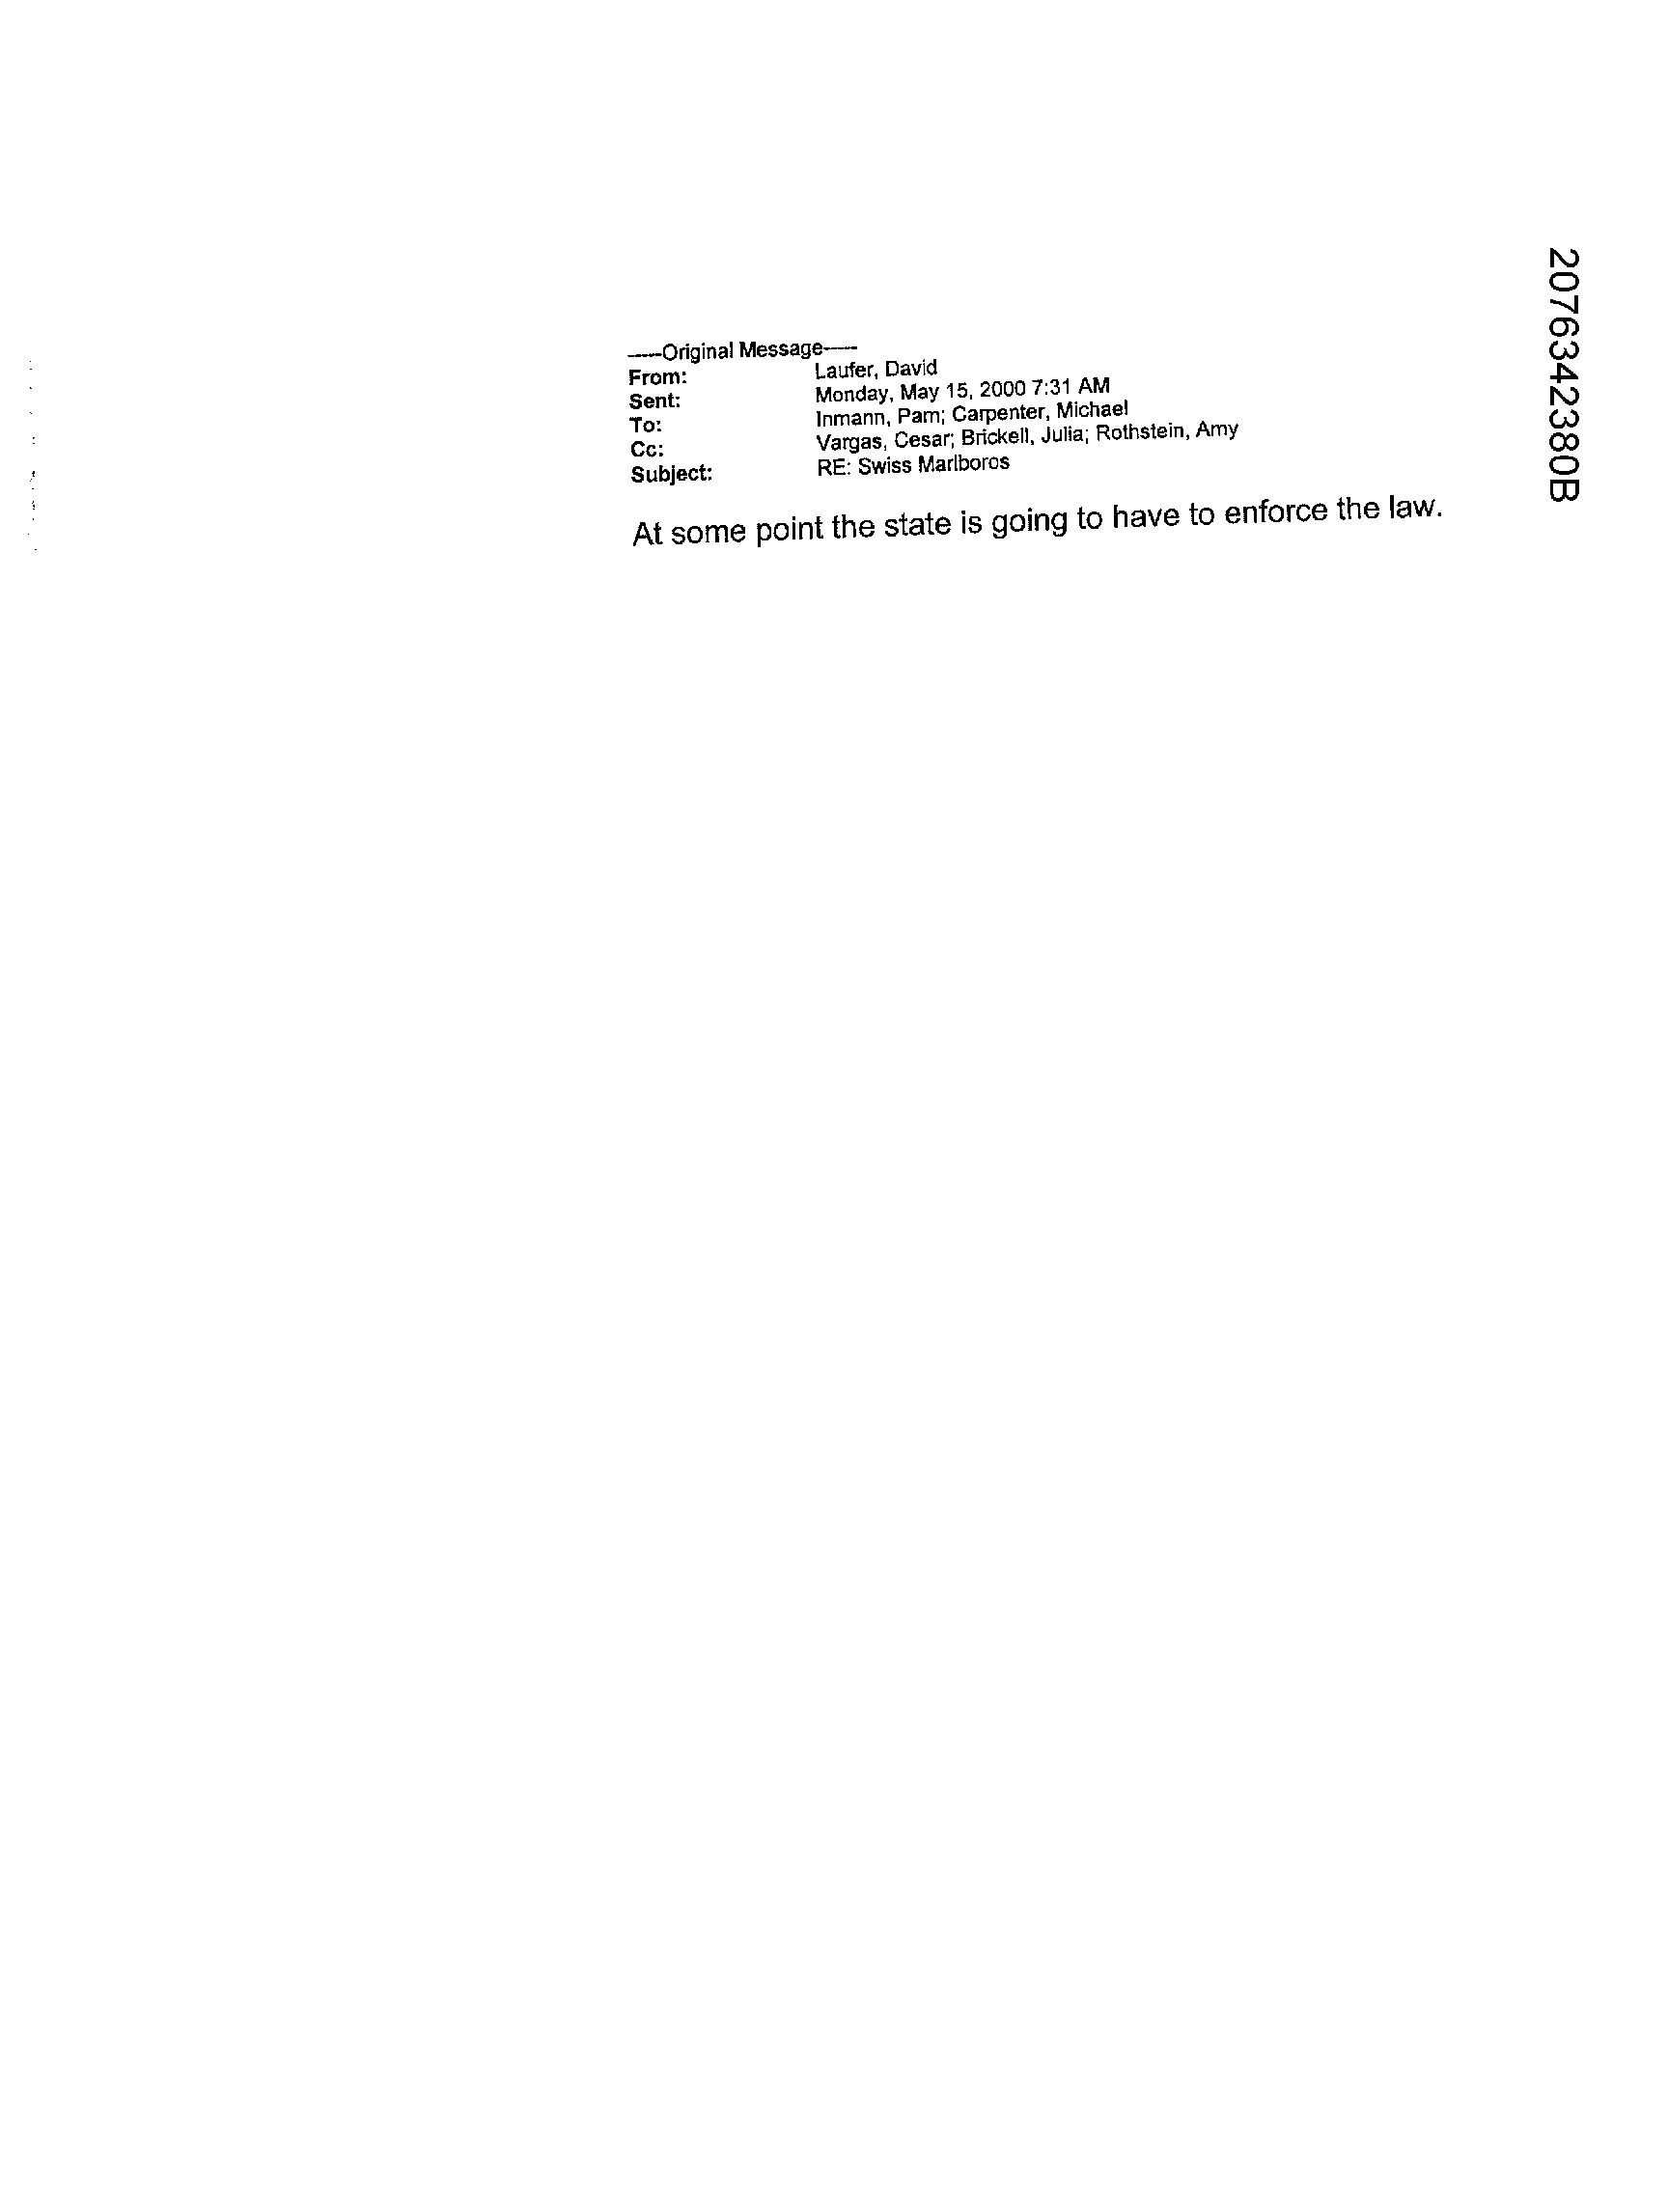 -----Original Message-----
From: Laufer, David
Sent: Monday, May 15, 2000 7:31 AM
To: Inmann, Pam; Carpenter, Michael
Cc: Vargas, Cesar; Brickell, Julia; Rothstein, Amy
Subject: RE: Swiss Marlboros
At some point the state is going to have to enforce the law.
2076342380B